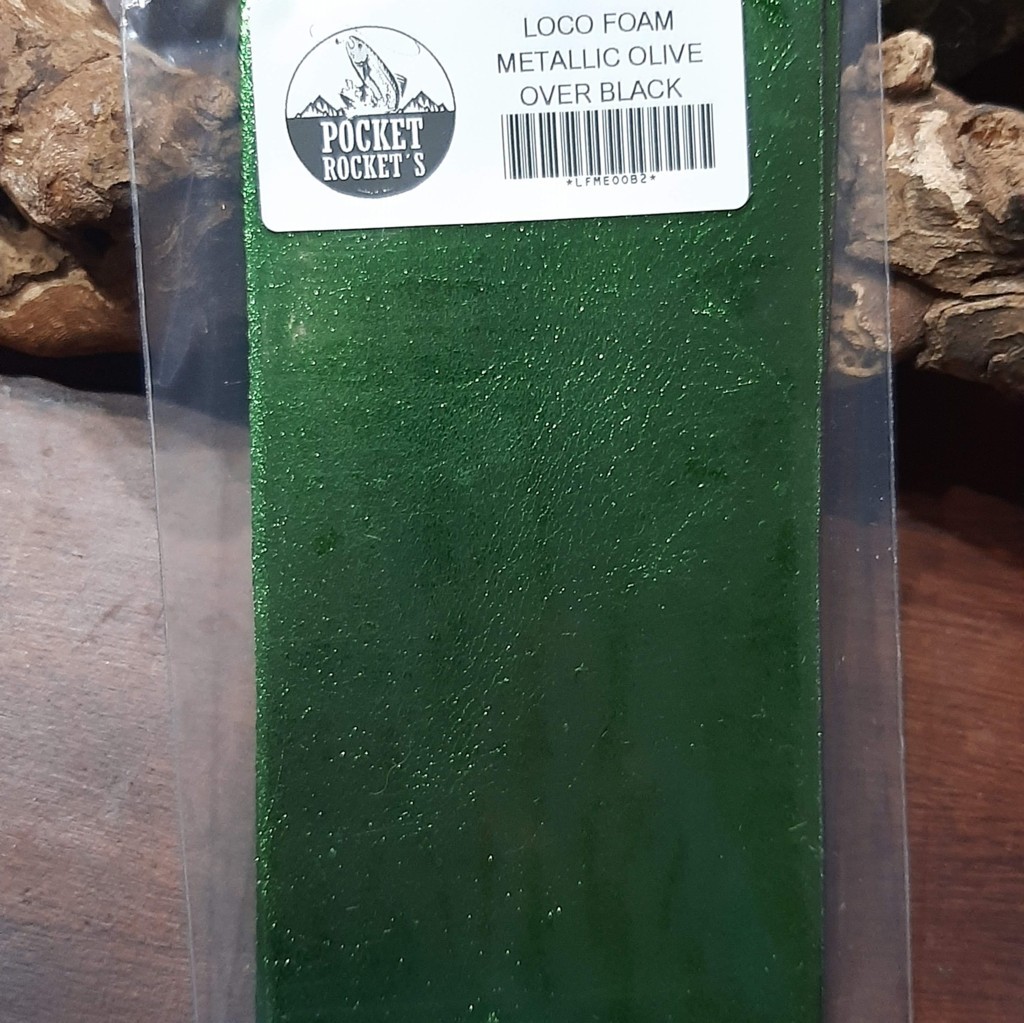 POCKET
ROCKET´S
LOCO FOAM
METALLIC OLIVE
OVER BLACK
*LFME00B2*